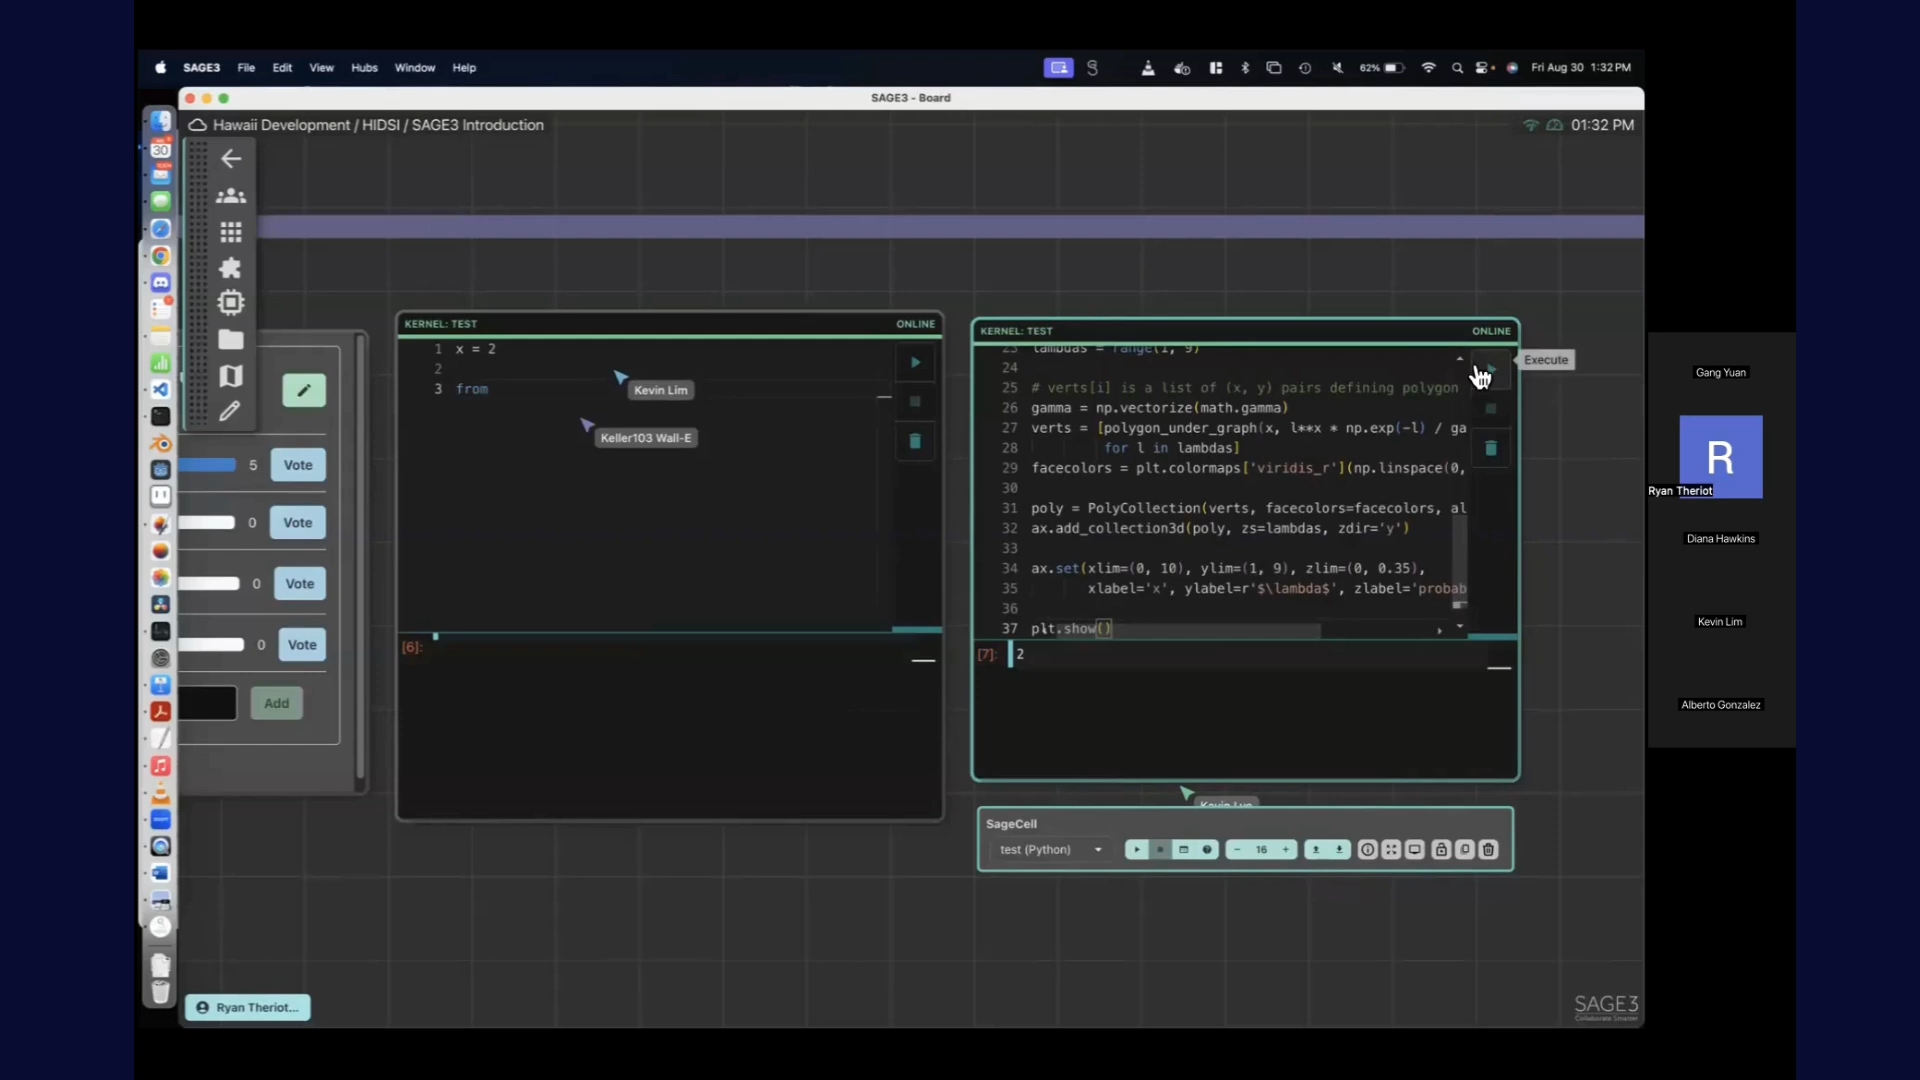 SAGE3 File Edit View Hubs Window Help
62% Fri Aug 30 1:32 PM
SAGE3 - Board
Hawaii Development / HIDSI / SAGE3 Introduction
01:32 PM
30
KERNEL: TEST ONLINE
1 x = 2
2
3 from
Kevin Lim
Keller103 Wall-E
[6]:
5 Vote
0 Vote
0 Vote
0 Vote
Add
KERNEL: TEST ONLINE
Execute
23 lambdas = range(1, 9)
24
25 # verts[i] is a list of (x, y) pairs defining polygon
26 gamma = np.vectorize(math.gamma)
27 verts = [polygon_under_graph(x, l**x * np.exp(-l) / ga
28 for l in lambdas]
29 facecolors = plt.colormaps['viridis_r'](np.linspace(0,
30
31 poly = PolyCollection(verts, facecolors=facecolors, al
32 ax.add_collection3d(poly, zs=lambdas, zdir='y')
33
34 ax.set(xlim=(0, 10), ylim=(1, 9), zlim=(0, 0.35),
35 xlabel='x', ylabel=r'$\lambda$', zlabel='probab
36
37 plt.show()
[7]: 2
SageCell
test (Python)
16
Ryan Theriot...
SAGE3
Gang Yuan
R
Ryan Theriot
Diana Hawkins
Kevin Lim
Alberto Gonzalez